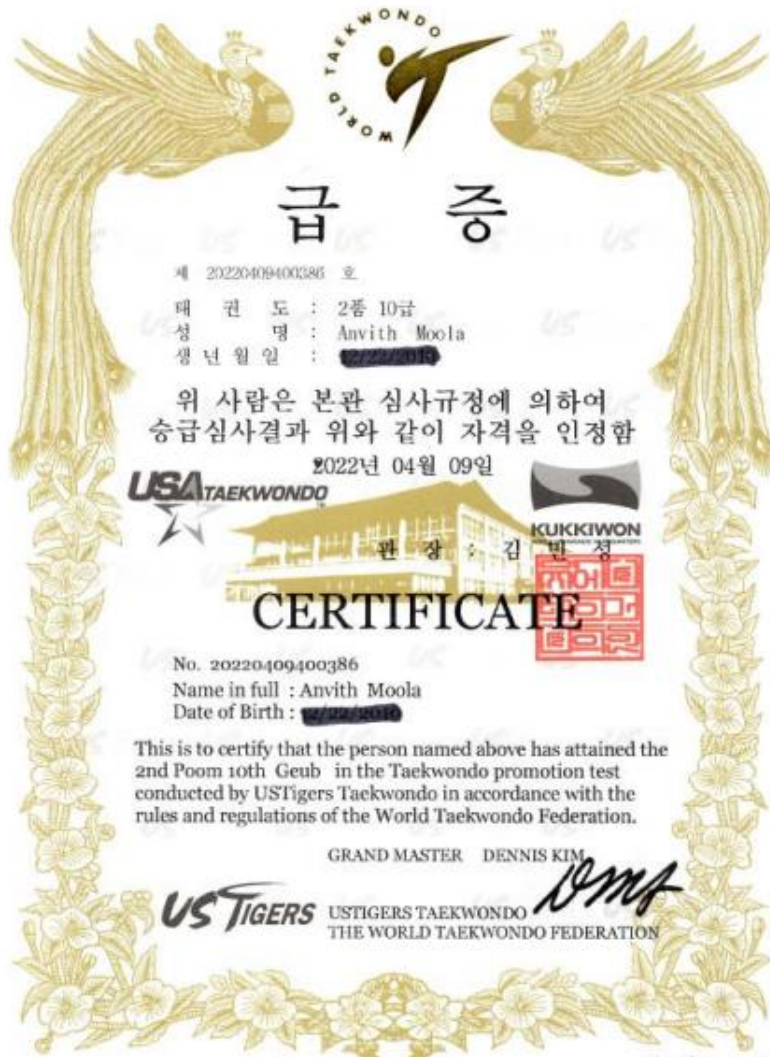 WORLD TAEKWONDO
급 증
제 20220409400386 호
태 권 도 : 2품 10급
성 명 : Anvith Moola
생 년 월 일 :
위 사람은 본관 심사규정에 의하여
승급심사결과 위와 같이 자격을 인정함
2022년 04월 09일
USA TAEKWONDO
KUKKIWON
관 장 : 김 민 성
CERTIFICATE
No. 20220409400386
Name in full : Anvith Moola
Date of Birth :
This is to certify that the person named above has attained the
2nd Poom 10th Geub in the Taekwondo promotion test
conducted by USTigers Taekwondo in accordance with the
rules and regulations of the World Taekwondo Federation.
GRAND MASTER DENNIS KIM
US TIGERS
USTIGERS TAEKWONDO
THE WORLD TAEKWONDO FEDERATION